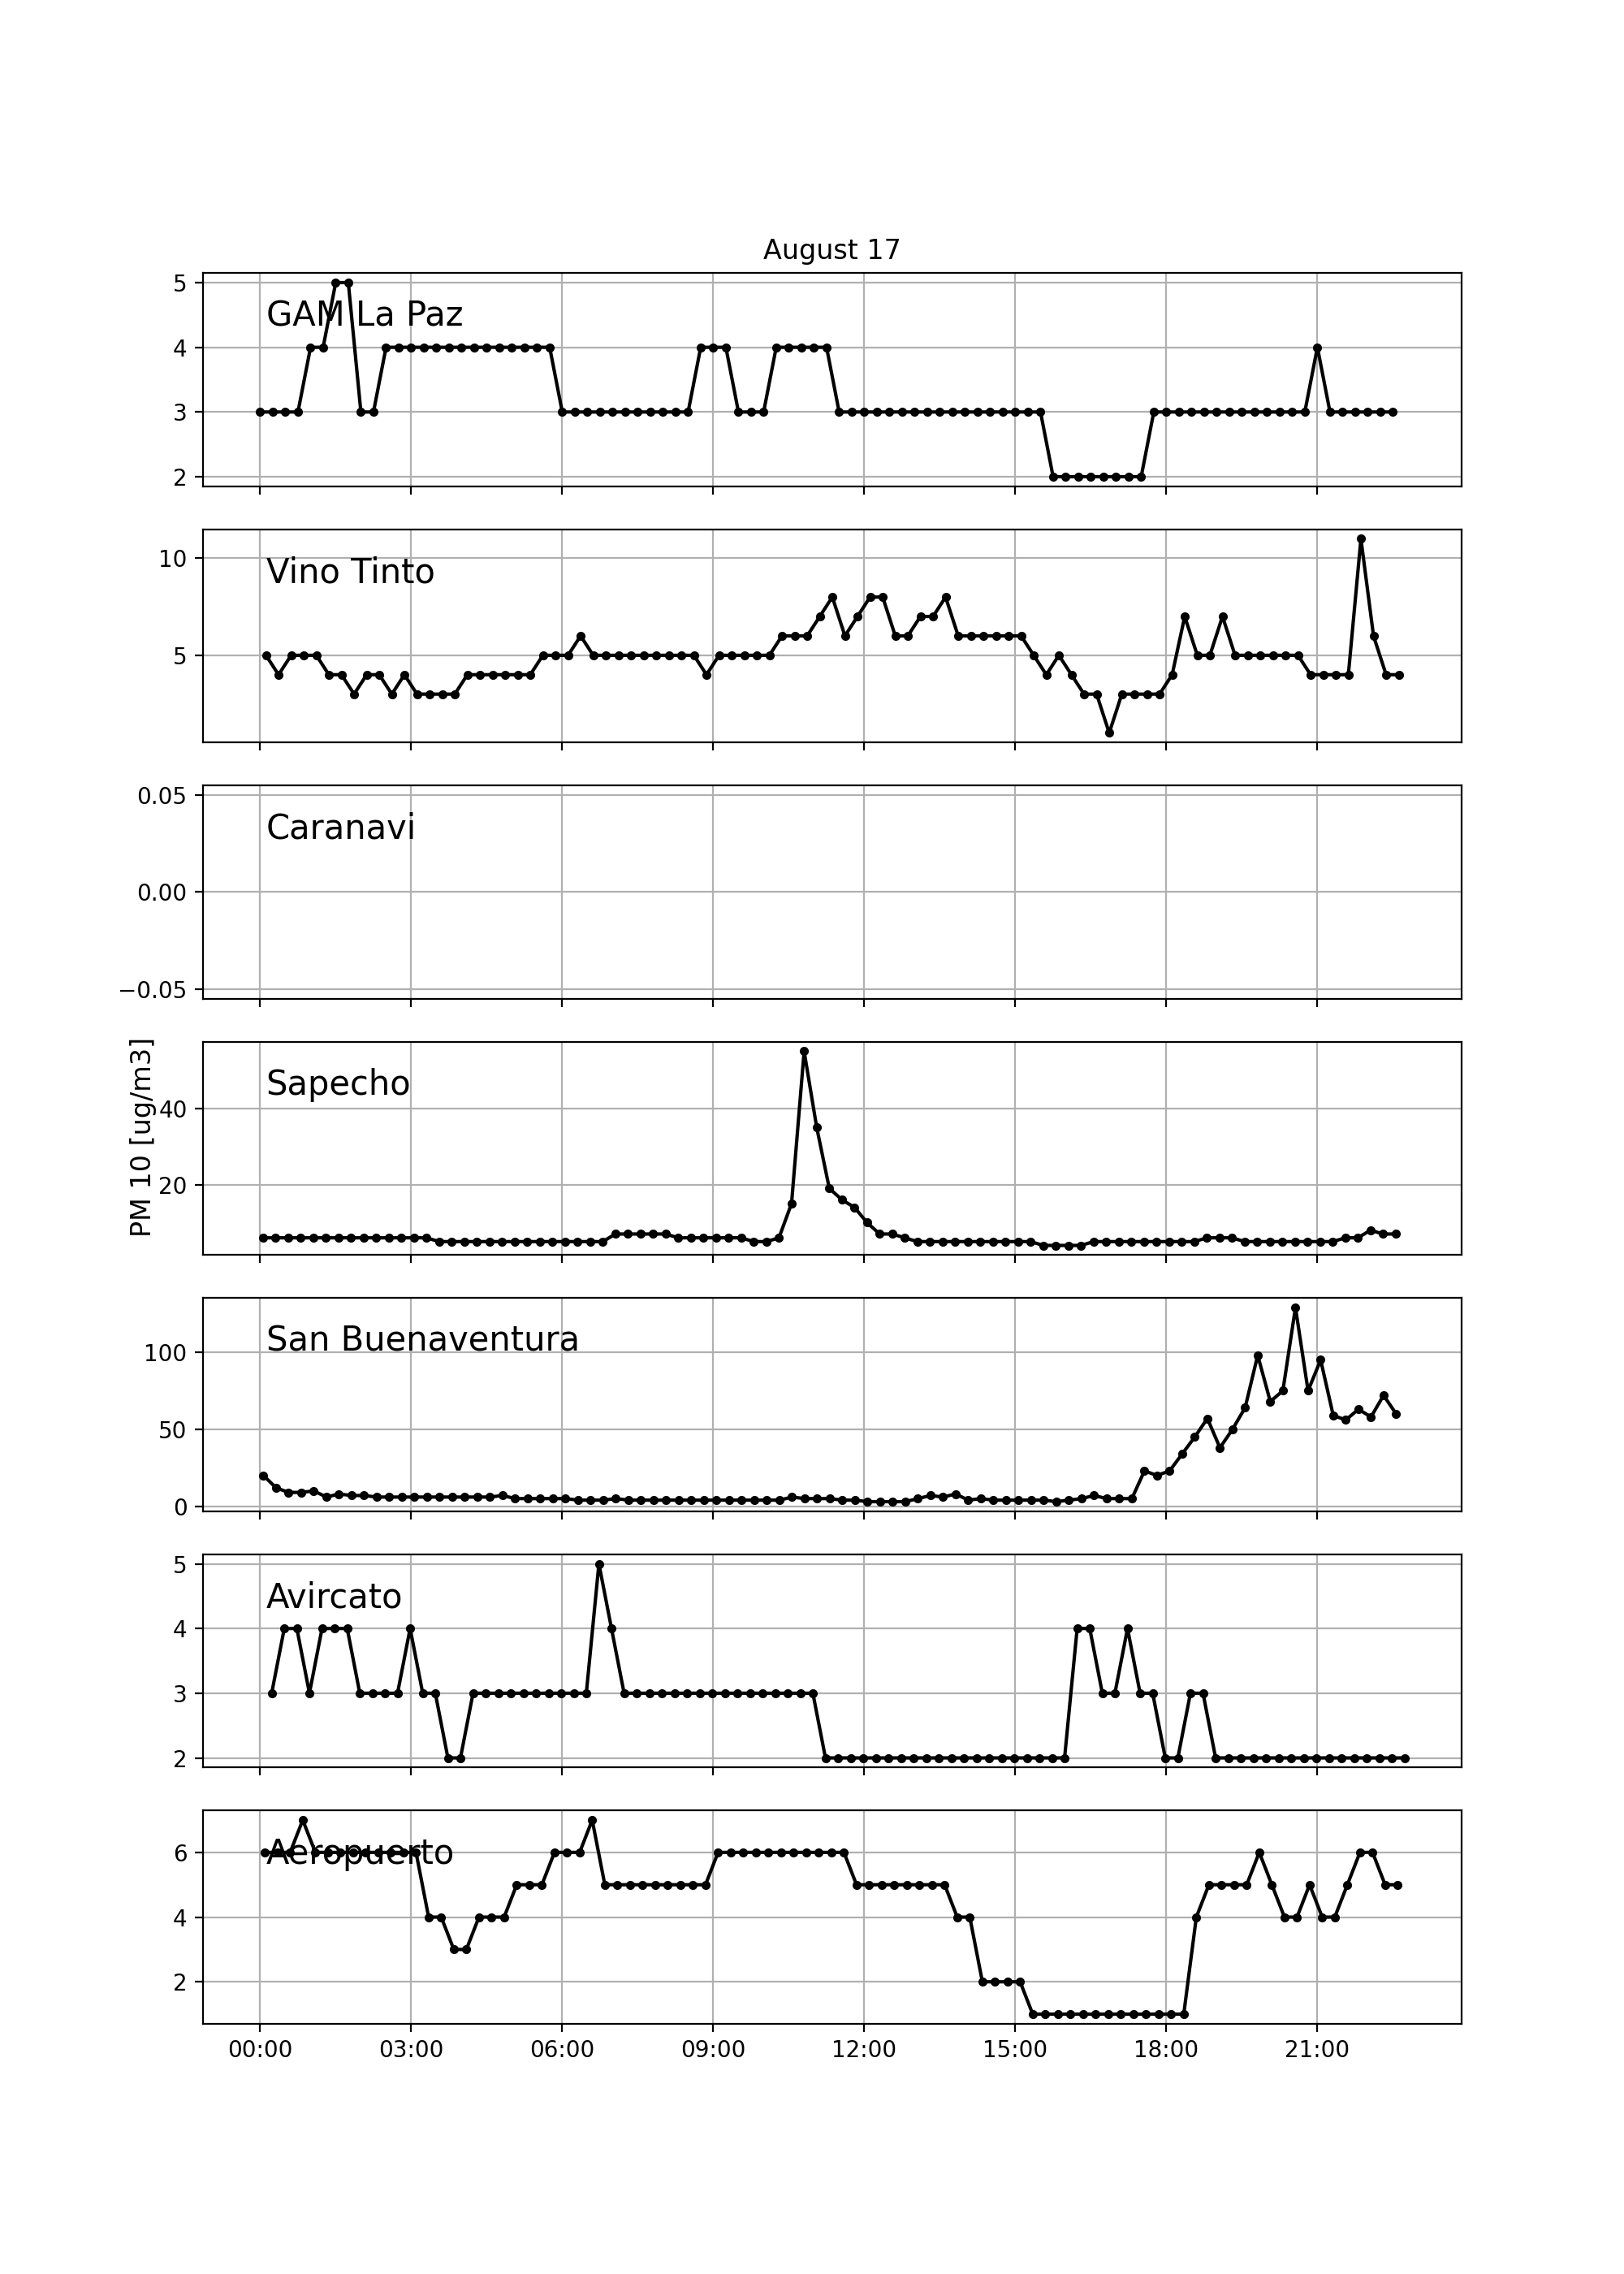 August 17
5
GAM La Paz
4
3
2
10
Vino Tinto
5
0.05
Caranavi
0.00
−0.05
PM 10 [ug/m3]
Sapecho
40
20
San Buenaventura
100
50
0
5
Avircato
4
3
2
6
Aeropuerto
4
2
00:00 03:00 06:00 09:00 12:00 15:00 18:00 21:00